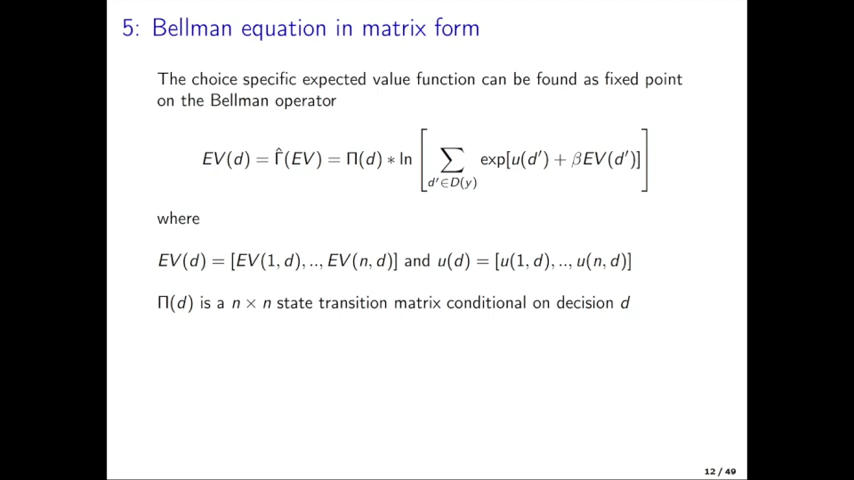 5: Bellman equation in matrix form
The choice specific expected value function can be found as fixed point
on the Bellman operator
EV(d) = Γ̂(EV) = Π(d) ∗ ln [ ∑_{d′∈D(y)} exp[u(d′) + βEV(d′)] ]
where
EV(d) = [EV(1, d), .., EV(n, d)] and u(d) = [u(1, d), .., u(n, d)]
Π(d) is a n × n state transition matrix conditional on decision d
12 / 49